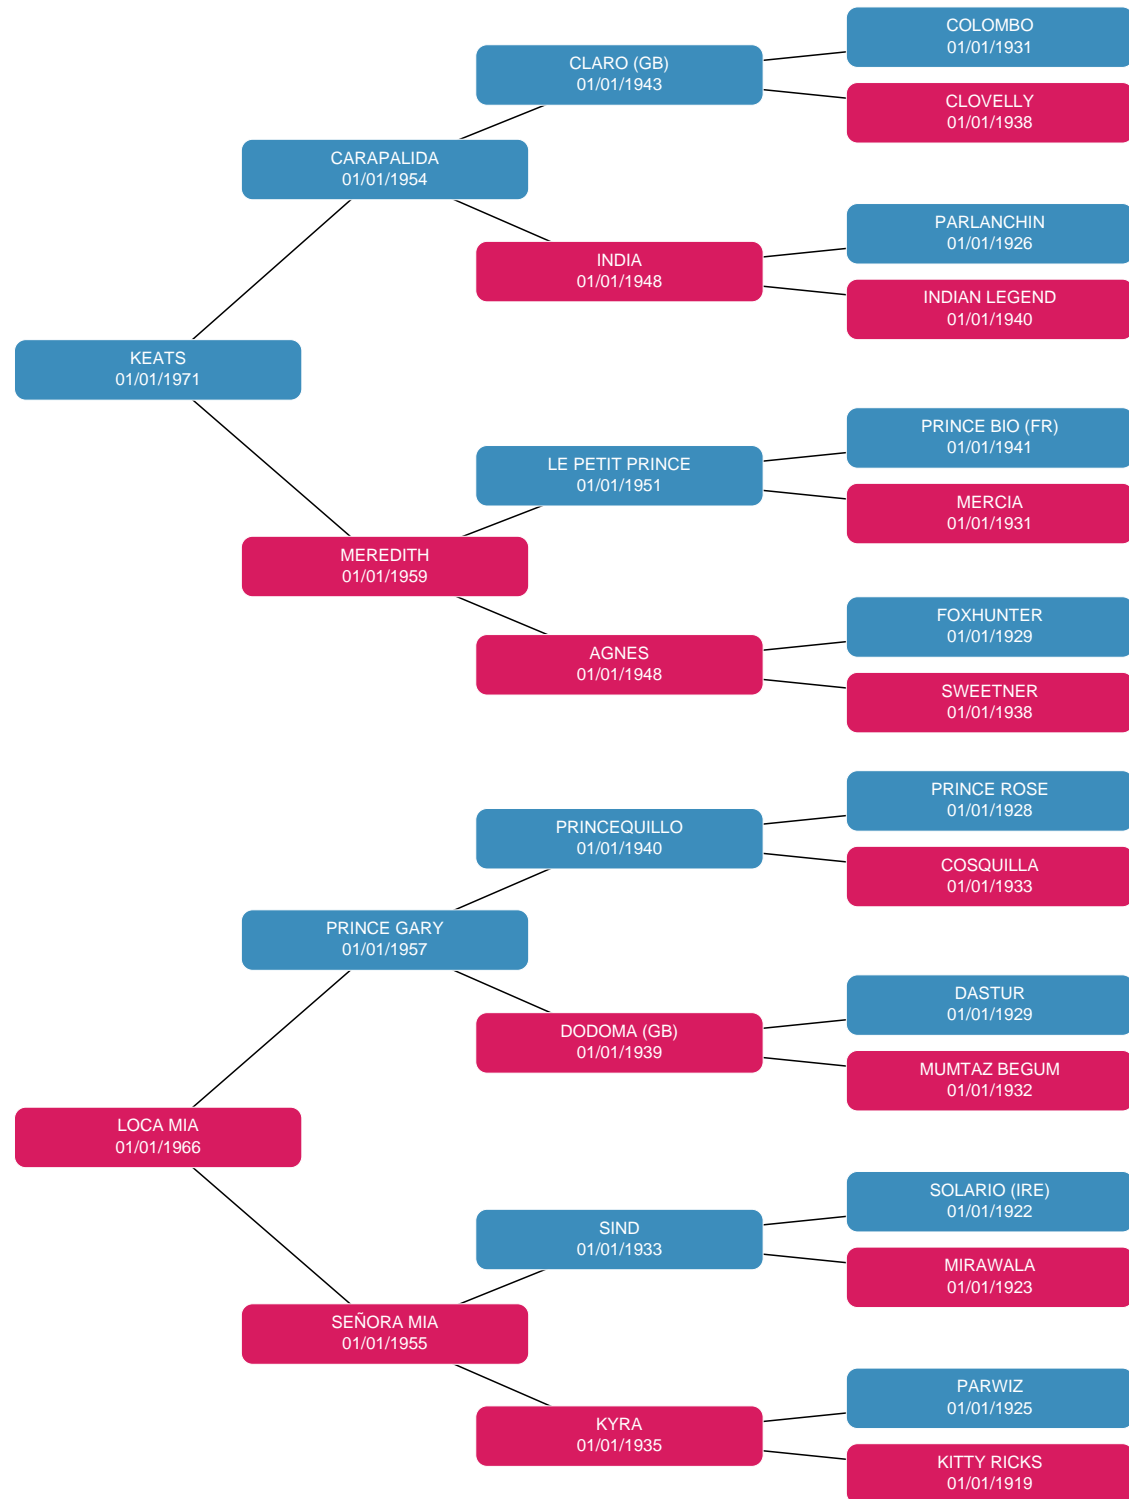 COLOMBO
01/01/1931
CLARO (GB)
01/01/1943
CLOVELLY
01/01/1938
CARAPALIDA
01/01/1954
PARLANCHIN
01/01/1926
INDIA
01/01/1948
INDIAN LEGEND
01/01/1940
KEATS
01/01/1971
PRINCE BIO (FR)
01/01/1941
LE PETIT PRINCE
01/01/1951
MERCIA
01/01/1931
MEREDITH
01/01/1959
FOXHUNTER
01/01/1929
AGNES
01/01/1948
SWEETNER
01/01/1938
PRINCE ROSE
01/01/1928
PRINCEQUILLO
01/01/1940
COSQUILLA
01/01/1933
PRINCE GARY
01/01/1957
DASTUR
01/01/1929
DODOMA (GB)
01/01/1939
MUMTAZ BEGUM
01/01/1932
LOCA MIA
01/01/1966
SOLARIO (IRE)
01/01/1922
SIND
01/01/1933
MIRAWALA
01/01/1923
SEÑORA MIA
01/01/1955
PARWIZ
01/01/1925
KYRA
01/01/1935
KITTY RICKS
01/01/1919